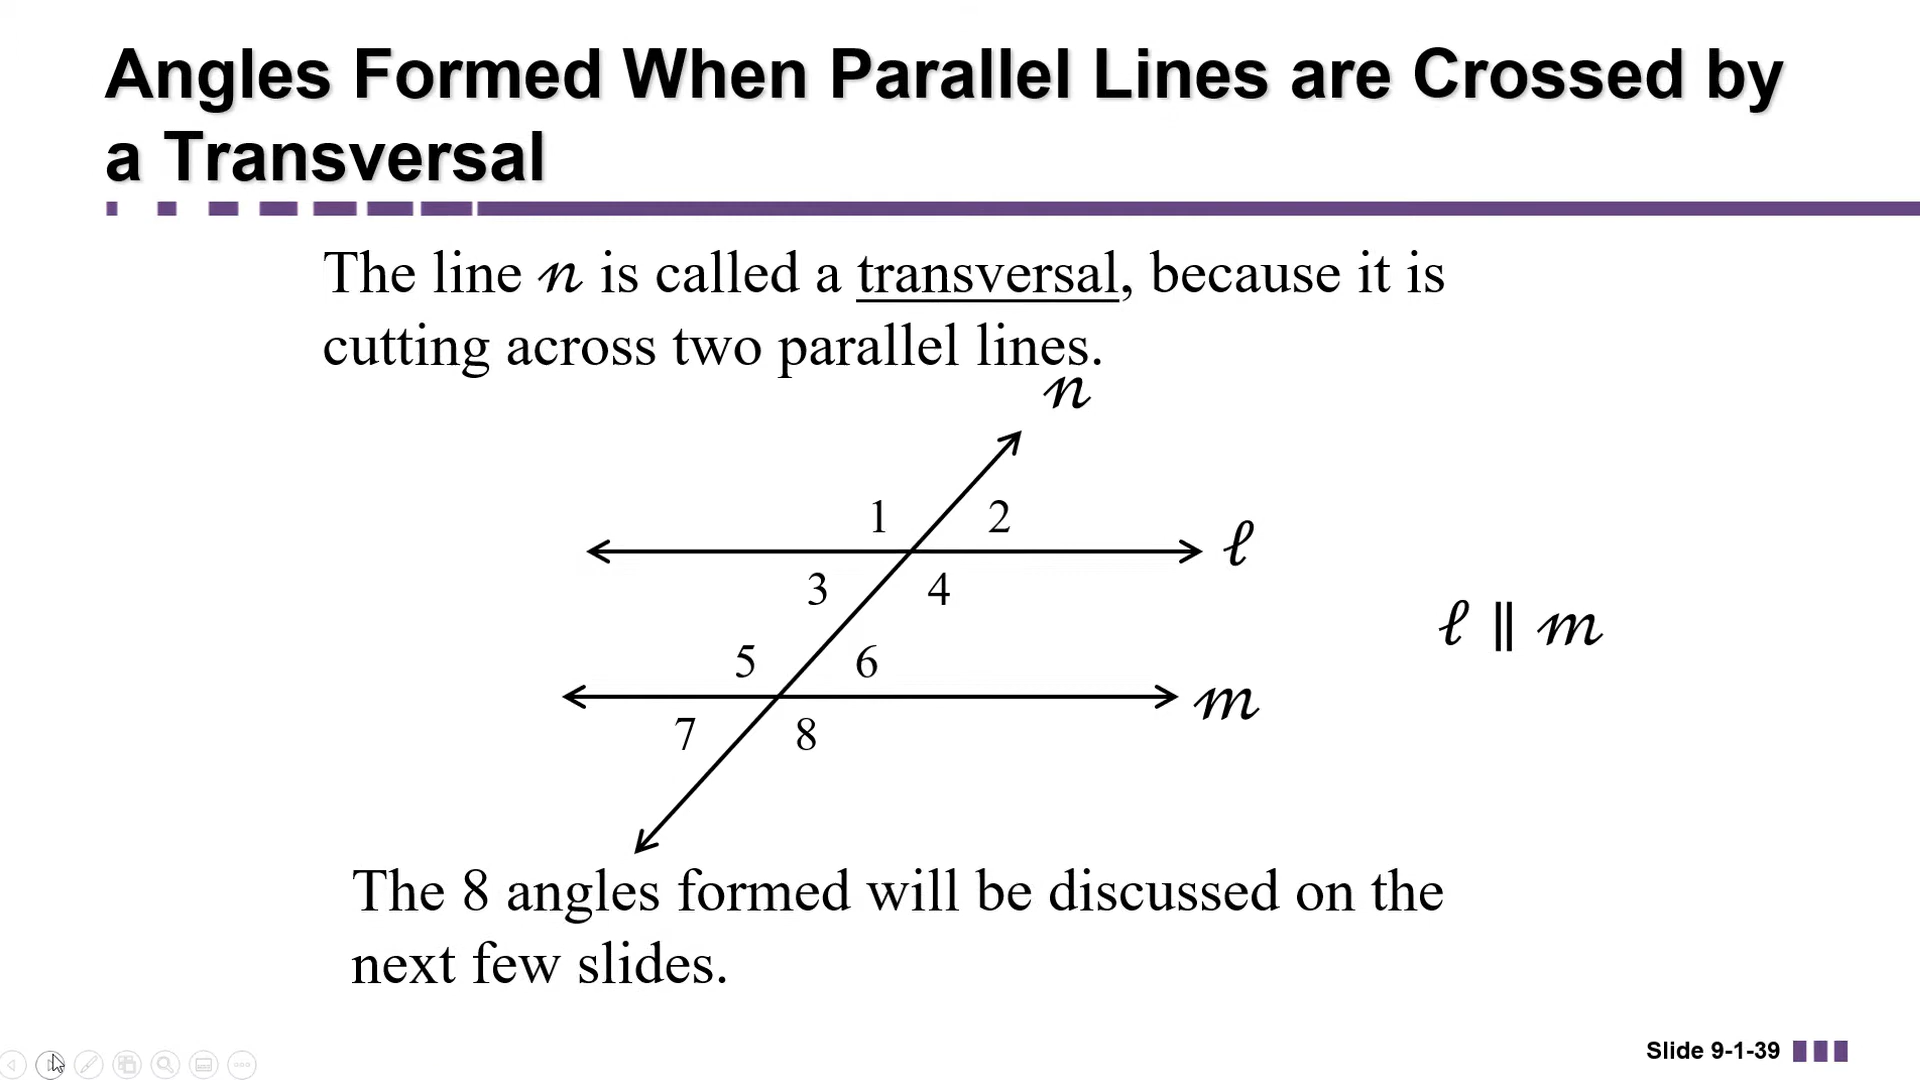 Angles Formed When Parallel Lines are Crossed by
a Transversal
The line 𝓃 is called a transversal, because it is
cutting across two parallel lines.
𝓃
1 2
ℓ
3 4
ℓ ∥ 𝓂
5 6
𝓂
7 8
The 8 angles formed will be discussed on the
next few slides.
Slide 9-1-39